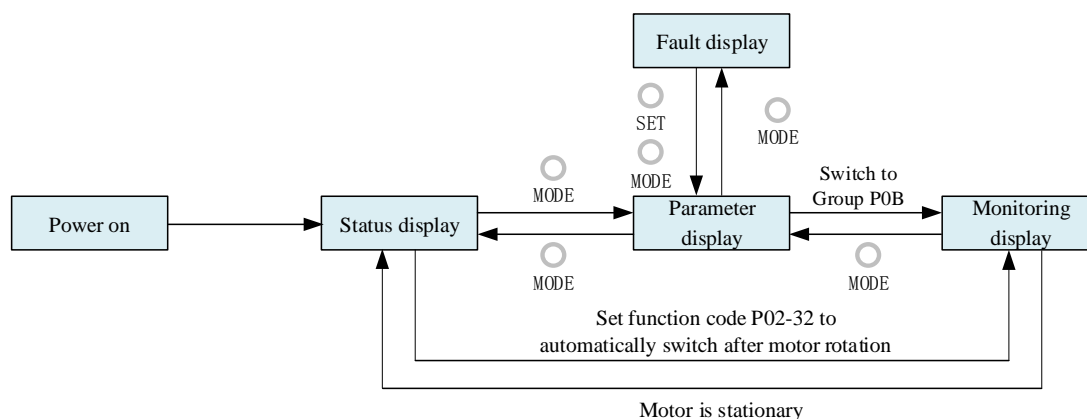 Fault display
SET
MODE
MODE
MODE
Switch to
Group P0B
Power on
Status display
Parameter
display
Monitoring
display
MODE
MODE
Set function code P02-32 to
automatically switch after motor rotation
Motor is stationary